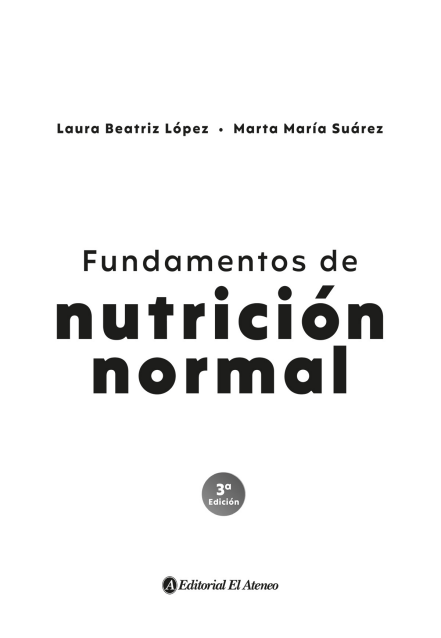 Laura Beatriz López • Marta María Suárez
Fundamentos de
nutrición
normal
3ª
Edición
A Editorial El Ateneo